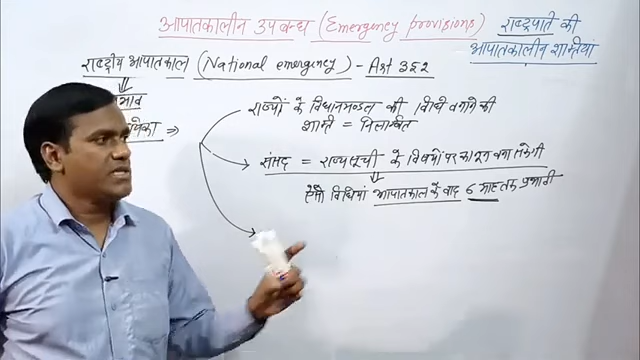 आपातकालीन उपबन्ध (Emergency provisions)
राष्ट्रपति की
आपातकालीन शक्तियां
राष्ट्रीय आपातकाल (National emergency) - Art 352
राज्यों के विधानमण्डल की विधि बनाने की
शक्ति = निलम्बित
संसद = राज्यसूची के विषयों पर कानून बना सकेगी
ऐसी विधियां आपातकाल के बाद 6 माह तक प्रभावी